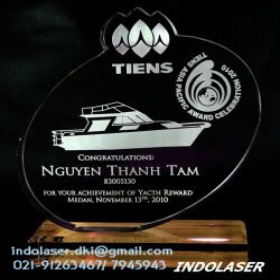 TIENS
TIENS ASIA PACIFIC AWARD CELEBRATION 2010
CONGRATULATIONS:
NGUYEN THANH TAM
83005130
FOR YOUR ACHIEVEMENT OF YACTH REWARD
MEDAN, NOVEMBER 13TH, 2010
Indolaser.dkl@gmail.com
021-91263467/ 7945943
INDOLASER